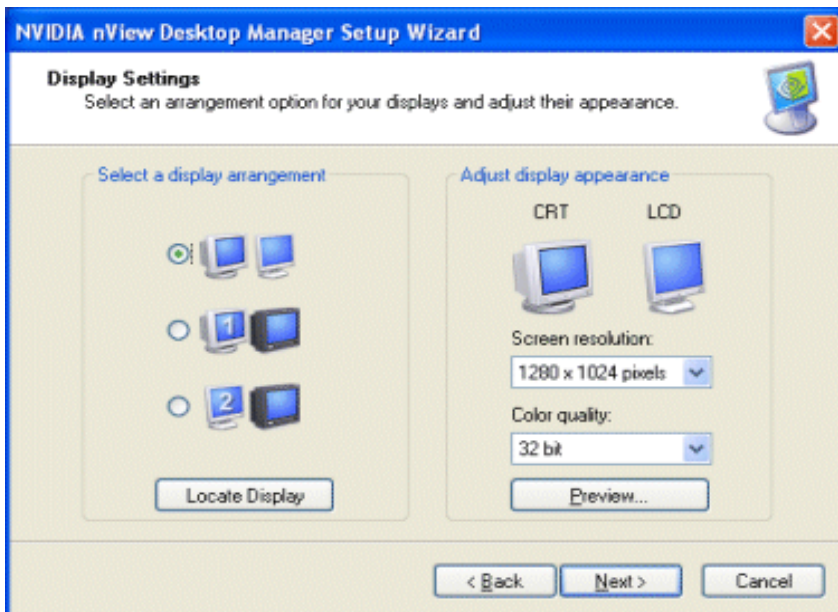 NVIDIA nView Desktop Manager Setup Wizard
Display Settings
Select an arrangement option for your displays and adjust their appearance.
Select a display arrangement
1
2
Locate Display
Adjust display appearance
CRT LCD
Screen resolution:
1280 x 1024 pixels
Color quality:
32 bit
Preview...
< Back Next > Cancel